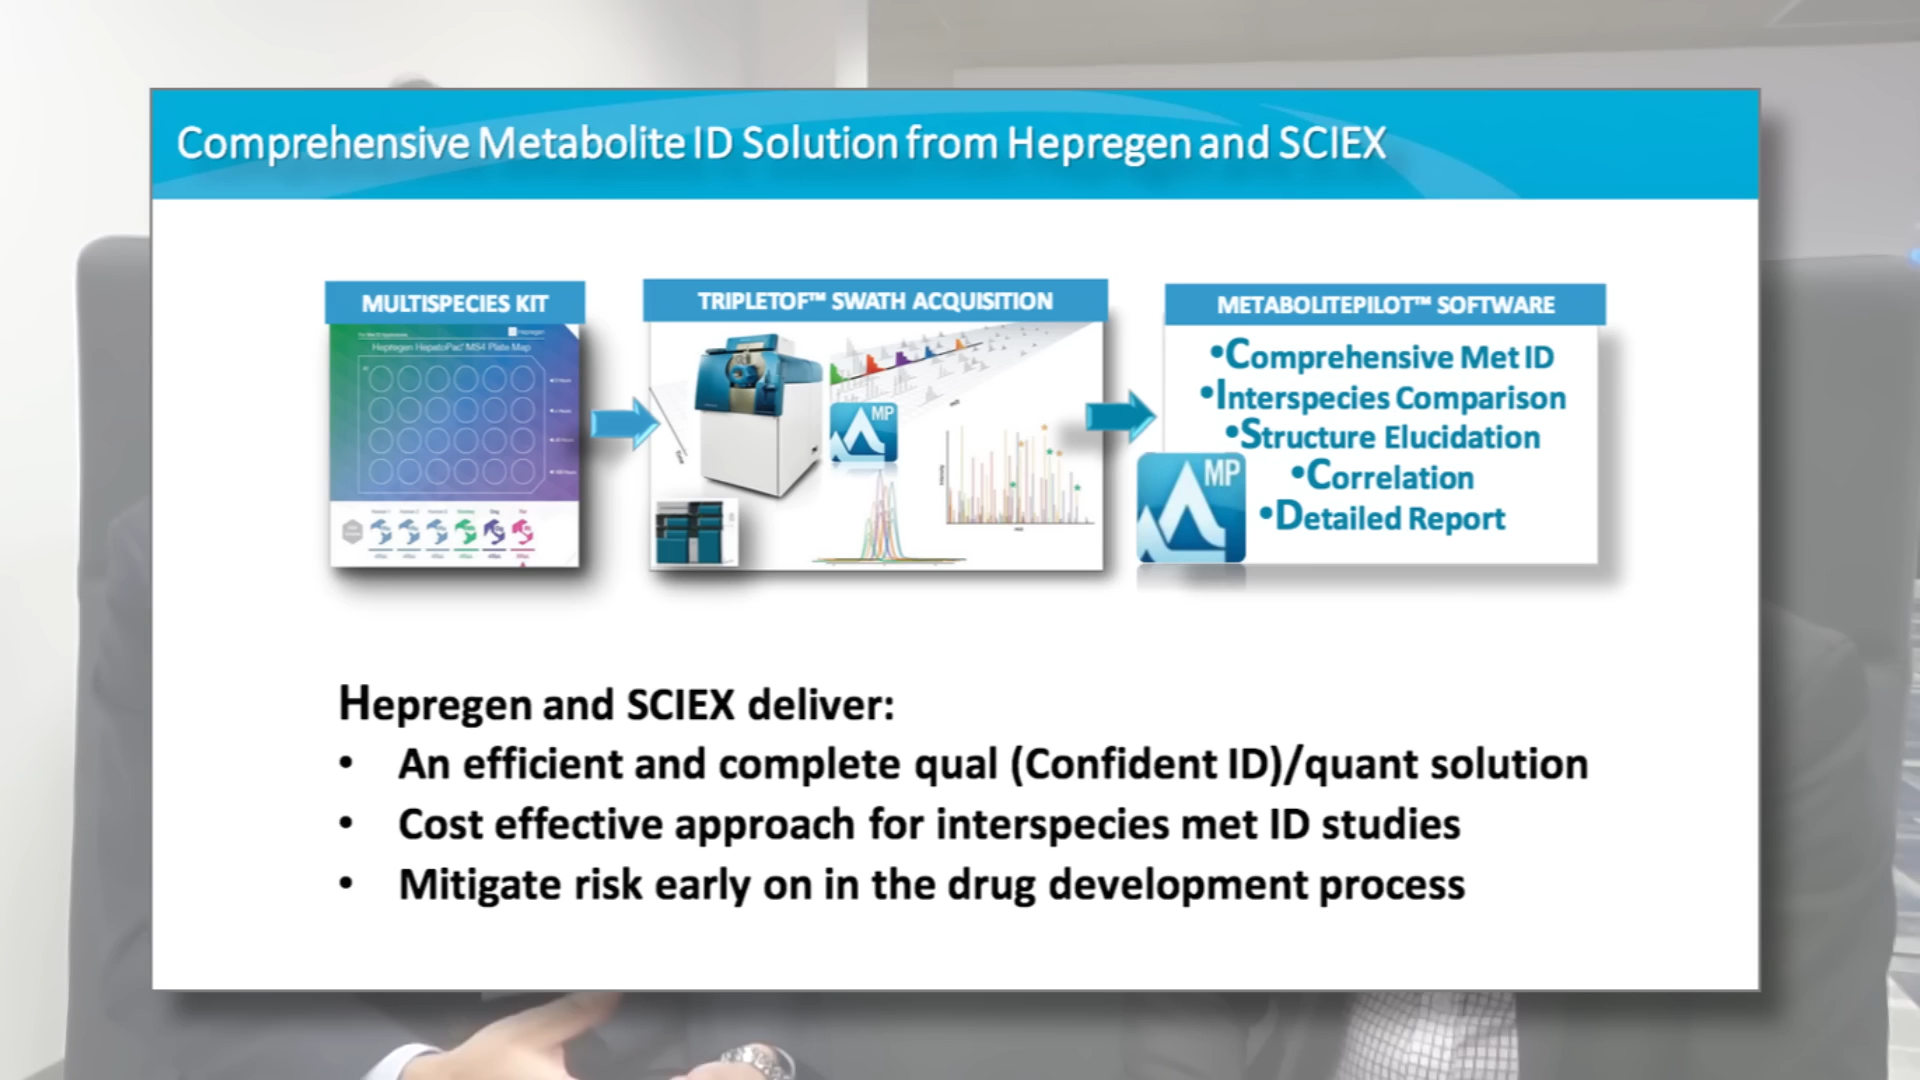 Comprehensive Metabolite ID Solution from Hepregen and SCIEX
MULTISPECIES KIT
Hepregen
Hepregen HepatoPac® MS4 Plate Map
TRIPLETOF™ SWATH ACQUISITION
MP
METABOLITEPILOT™ SOFTWARE
•Comprehensive Met ID
•Interspecies Comparison
•Structure Elucidation
•Correlation
•Detailed Report
MP
Hepregen and SCIEX deliver:
• An efficient and complete qual (Confident ID)/quant solution
• Cost effective approach for interspecies met ID studies
• Mitigate risk early on in the drug development process